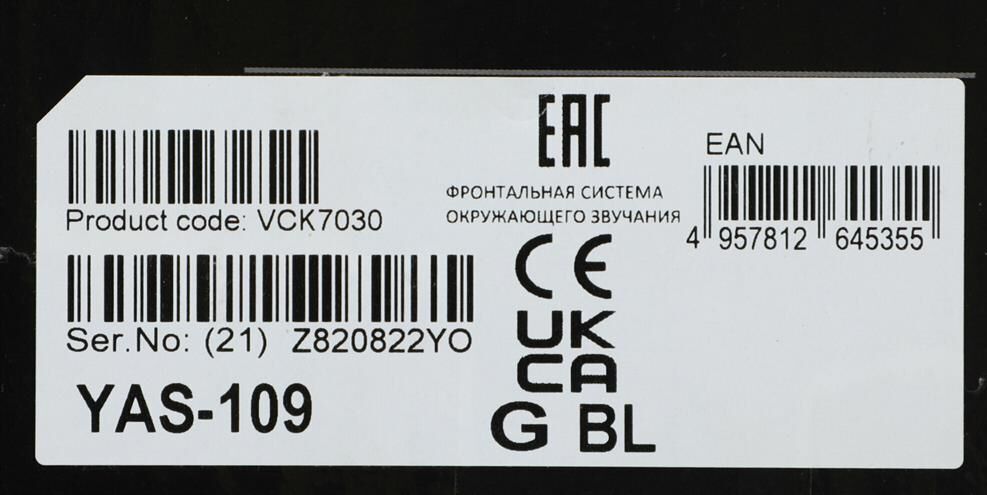 Product code: VCK7030
Ser.No: (21) Z820822YO
YAS-109
EAC
ФРОНТАЛЬНАЯ СИСТЕМА
ОКРУЖАЮЩЕГО ЗВУЧАНИЯ
CE
UK
CA
G BL
EAN
4 957812 645355